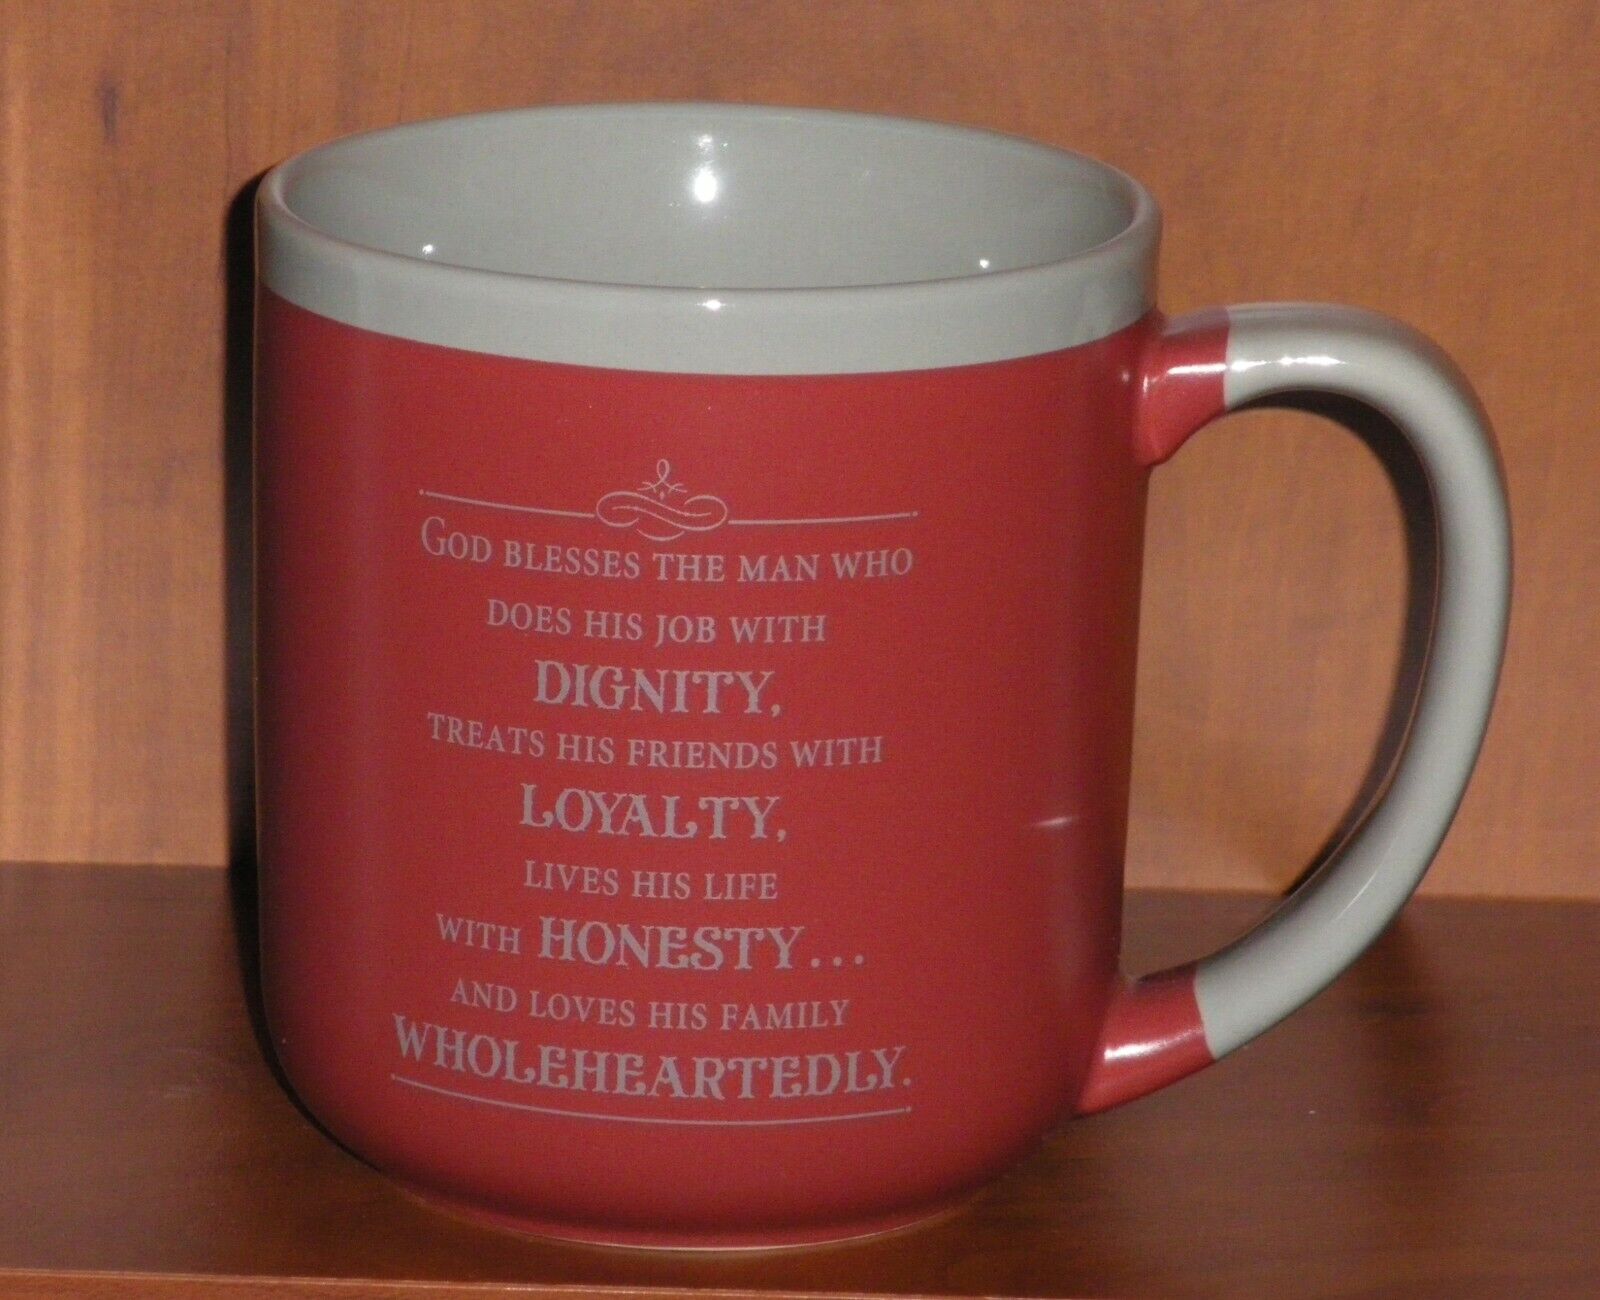 GOD BLESSES THE MAN WHO
DOES HIS JOB WITH
DIGNITY,
TREATS HIS FRIENDS WITH
LOYALTY,
LIVES HIS LIFE
WITH HONESTY...
AND LOVES HIS FAMILY
WHOLEHEARTEDLY.